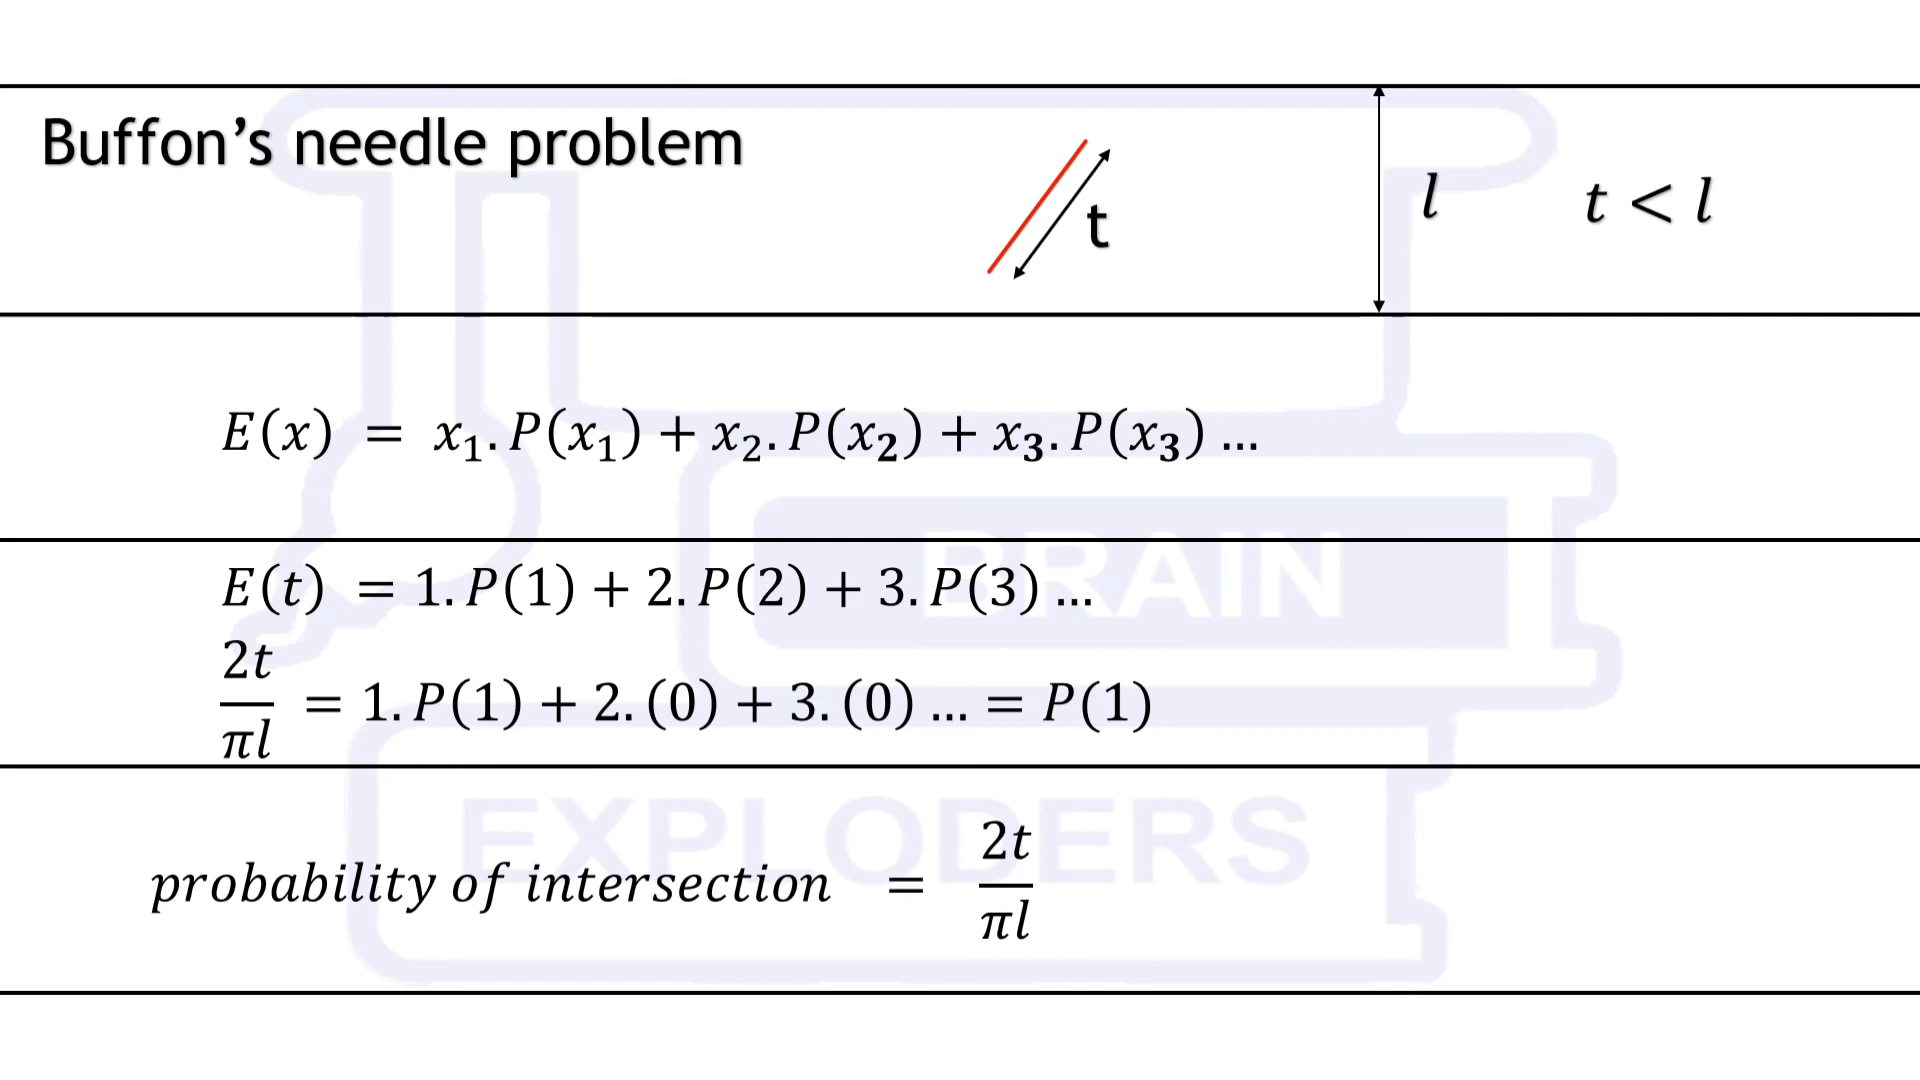 Buffon's needle problem
t
l
t < l
E(x) = x₁.P(x₁) + x₂.P(x₂) + x₃.P(x₃) ...
E(t) = 1.P(1) + 2.P(2) + 3.P(3) ...
2t/πl = 1.P(1) + 2.(0) + 3.(0) ... = P(1)
probability of intersection = 2t/πl
BRAIN
EXPLODERS